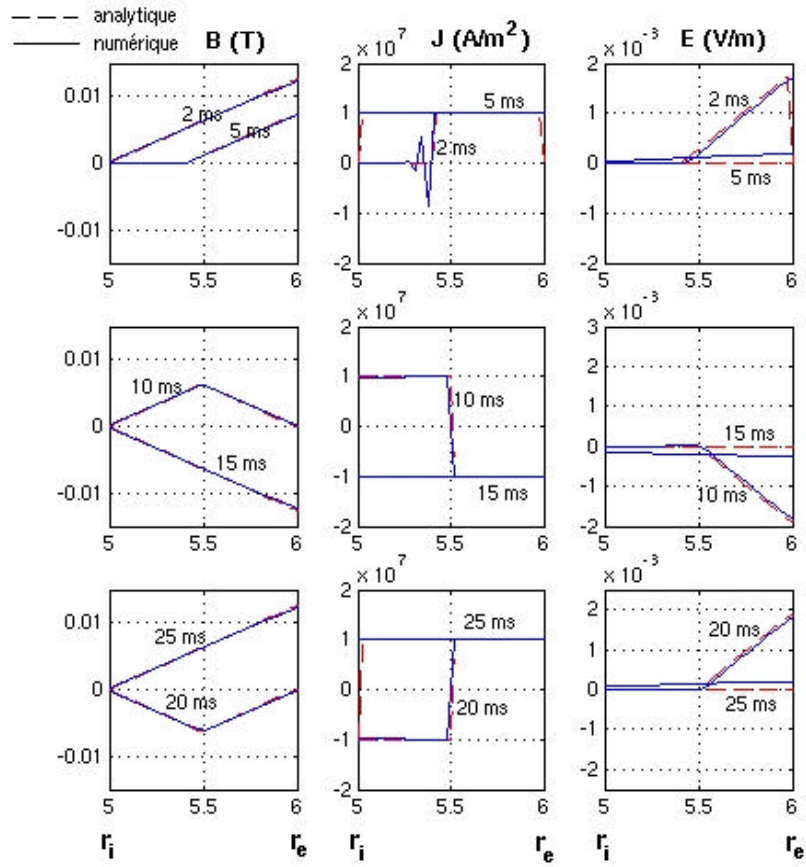 analytique
numérique
B (T)
J (A/m²)
E (V/m)
× 10⁷
× 10⁻³
0.01
0
-0.01
2 ms
5 ms
5
5.5
6
2
1
0
-1
-2
5 ms
2 ms
5
5.5
6
2
1
0
-1
-2
2 ms
5 ms
5
5.5
6
× 10⁷
× 10⁻³
0.01
0
-0.01
10 ms
15 ms
5
5.5
6
2
1
0
-1
-2
10 ms
15 ms
5
5.5
6
3
2
1
0
-1
-2
15 ms
10 ms
5
5.5
6
× 10⁷
× 10⁻³
0.01
0
-0.01
25 ms
20 ms
5
5.5
6
2
1
0
-1
-2
25 ms
20 ms
5
5.5
6
2
1
0
-1
-2
20 ms
25 ms
5
5.5
6
rᵢ
rₑ
rᵢ
rₑ
rᵢ
rₑ